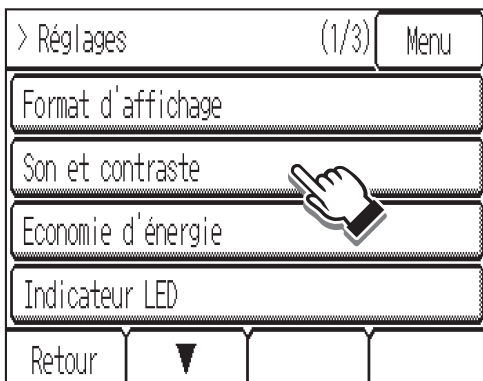 > Réglages (1/3) Menu
Format d'affichage
Son et contraste
Economie d'énergie
Indicateur LED
Retour ▼